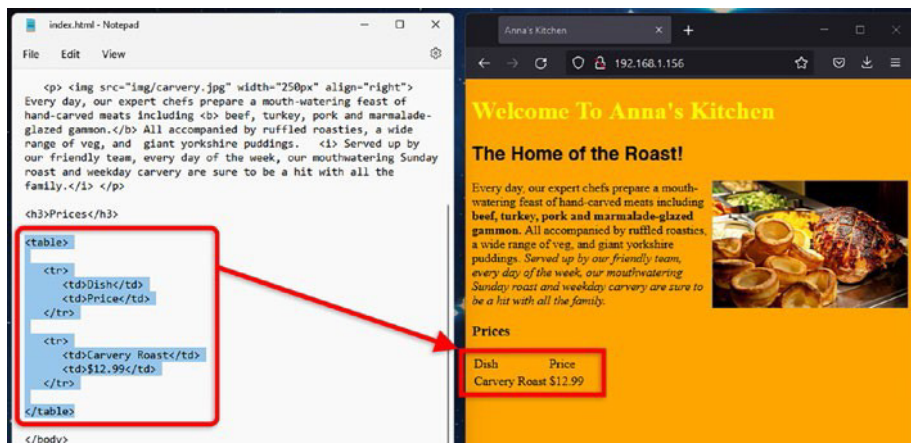 index.html - Notepad
File Edit View
<p> <img src="img/carvery.jpg" width="250px" align="right">
Every day, our expert chefs prepare a mouth-watering feast of
hand-carved meats including <b> beef, turkey, pork and marmalade-
glazed gammon.</b> All accompanied by ruffled roasties, a wide
range of veg, and  giant yorkshire puddings.   <i> Served up by
our friendly team, every day of the week, our mouthwatering Sunday
roast and weekday carvery are sure to be a hit with all the
family.</i> </p>
<h3>Prices</h3>
<table>
<tr>
<td>Dish</td>
<td>Price</td>
</tr>
<tr>
<td>Carvery Roast</td>
<td>$12.99</td>
</tr>
</table>
</body>
Anna's Kitchen
192.168.1.156
Welcome To Anna's Kitchen
The Home of the Roast!
Every day, our expert chefs prepare a mouth-
watering feast of hand-carved meats including
beef, turkey, pork and marmalade-glazed
gammon. All accompanied by ruffled roasties,
a wide range of veg, and giant yorkshire
puddings. Served up by our friendly team,
every day of the week, our mouthwatering
Sunday roast and weekday carvery are sure to
be a hit with all the family.
Prices
Dish Price
Carvery Roast $12.99